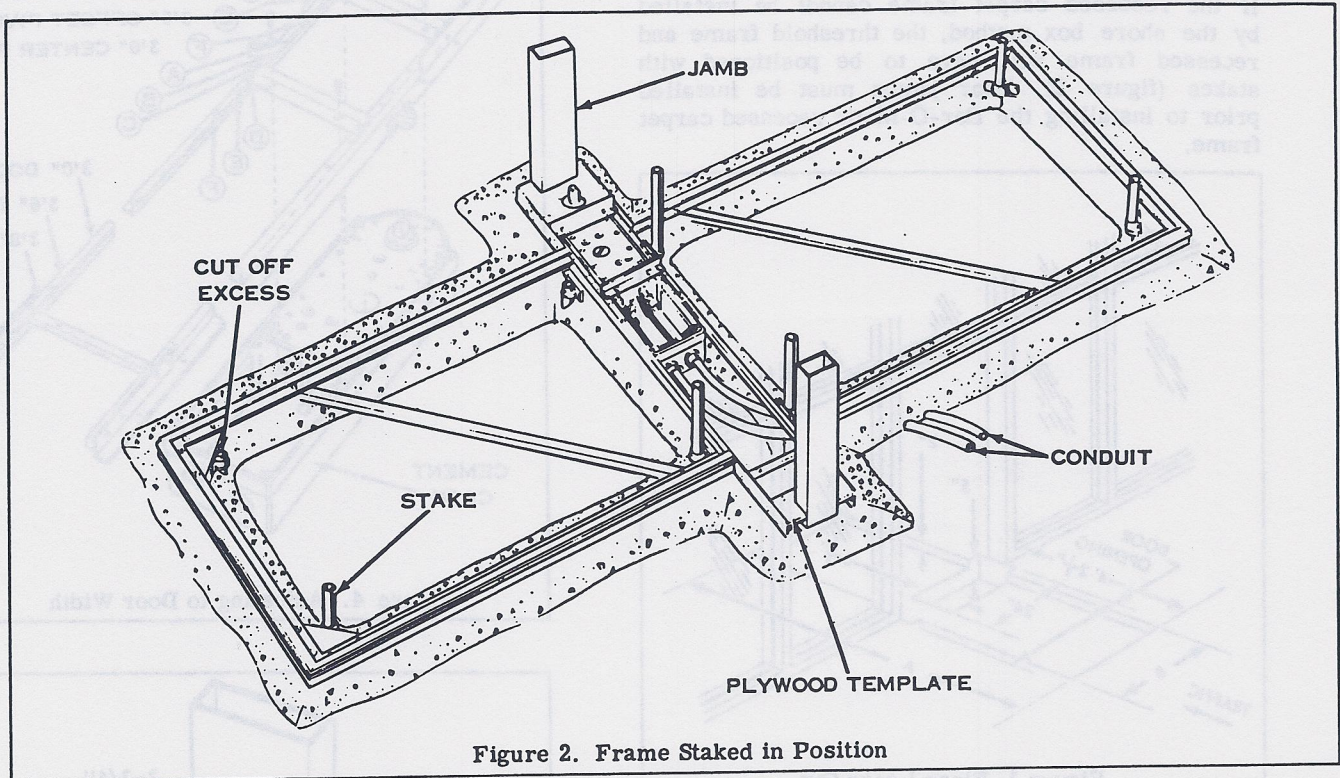 JAMB
CUT OFF
EXCESS
STAKE
CONDUIT
PLYWOOD TEMPLATE
Figure 2. Frame Staked in Position